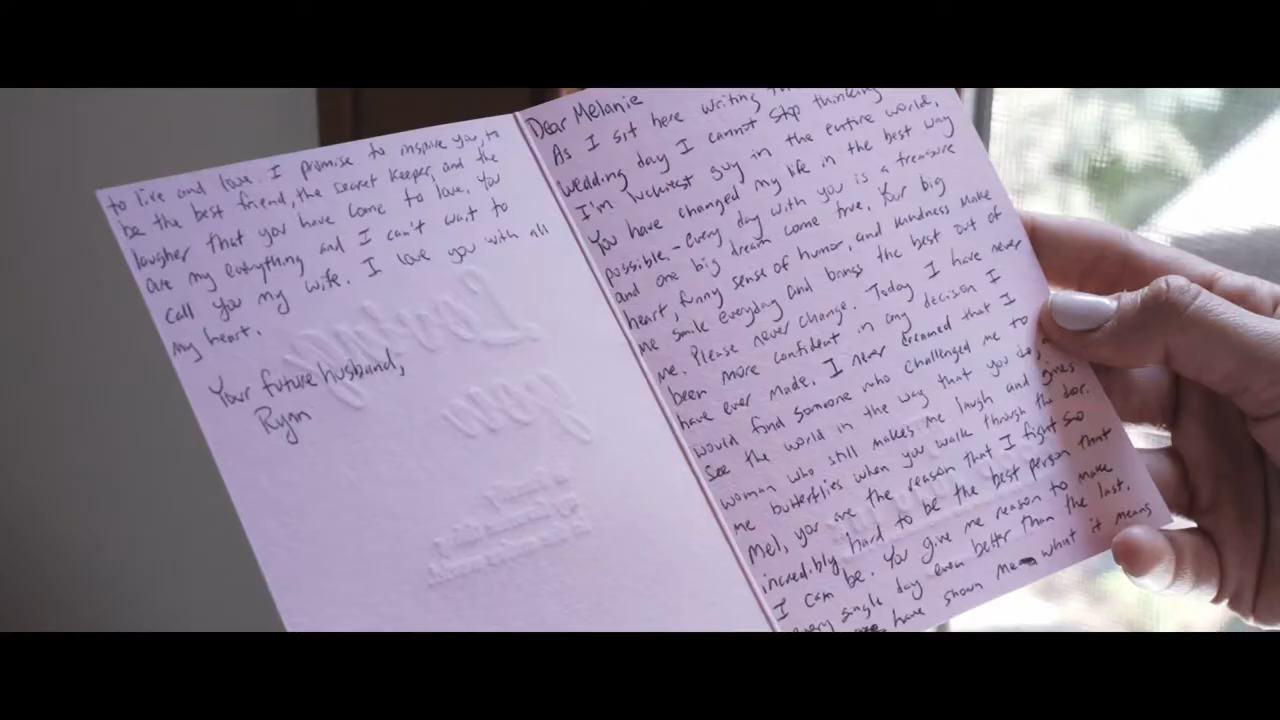 Dear Melanie
As I sit here writing
wedding day I cannot stop thinking
I'm luckiest guy in the entire world.
You have changed my life in the best way
possible, - every day with you is a treasure
and one big dream come true. Your big
heart, funny sense of humor, and kindness make
me smile everyday and brings the best out of
me. Please never change. Today I have never
been more confident in any decision I
have ever made. I never dreamed that I
would find someone who challenged me to
see the world in the way that you do, a
woman who still makes me laugh and gives
me butterflies when you walk through the door.
Mel, you are the reason that I fight so
incredibly hard to be the best person that
I can be. You give me reason to make
every single day even better than the last.
have shown me what it means
to live and love. I promise to inspire you, to
be the best friend, the secret keeper, and the
laugher that you have come to love. You
are my everything and I can't wait to
call you my wife. I love you with all
my heart.
Your future husband,
Ryan